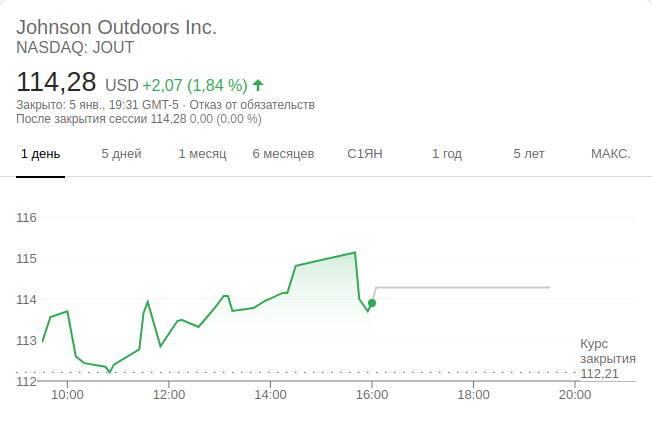 Johnson Outdoors Inc.
NASDAQ: JOUT
114,28 USD +2,07 (1,84 %)
Закрыто: 5 янв., 19:31 GMT-5 · Отказ от обязательств
После закрытия сессии 114,28 0,00 (0,00 %)
1 день 5 дней 1 месяц 6 месяцев С1ЯН 1 год 5 лет МАКС.
116
115
114
113
Курс
закрытия
112,21
112
10:00 12:00 14:00 16:00 18:00 20:00